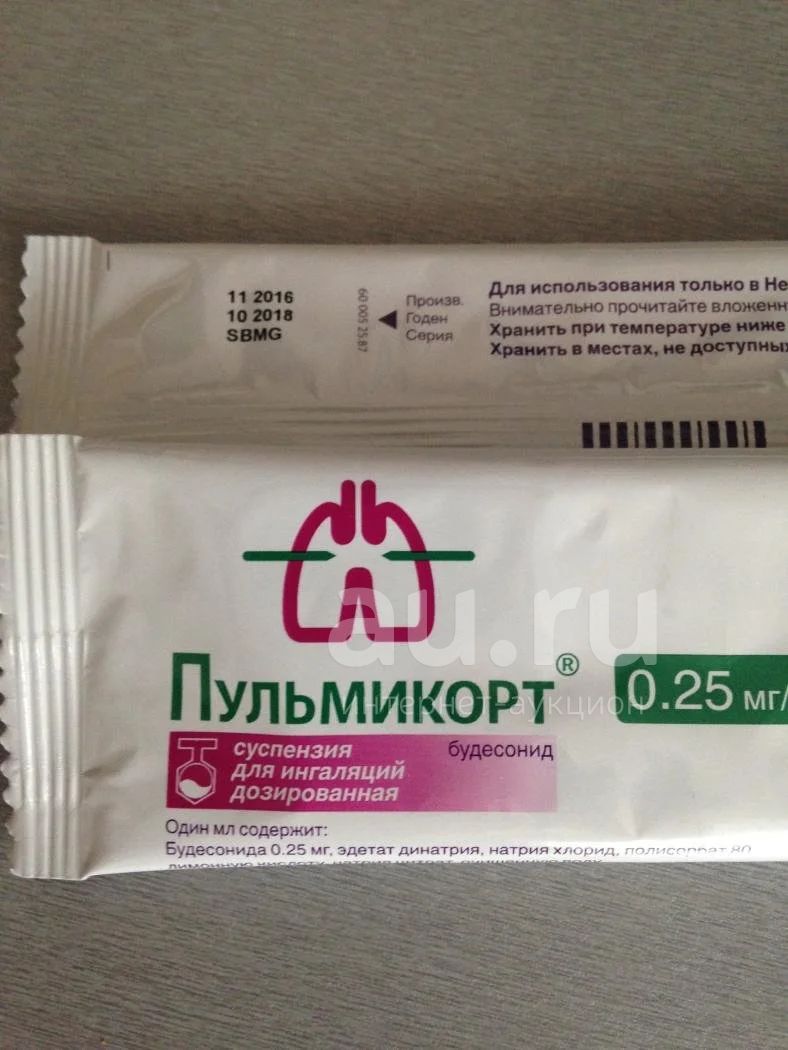 11 2016
10 2018
SBMG
60 005 25.87
Произв.
Годен
Серия
Для использования только в
Внимательно прочитайте
Хранить при температуре ниже
Хранить в местах, не доступных
au.ru
интернет-аукцион
Пульмикорт®
0.25 мг/
суспензия
для ингаляций
дозированная
будесонид
Один мл содержит:
Будесонида 0.25 мг, эдетат динатрия, натрия хлорид, полисорбат 80